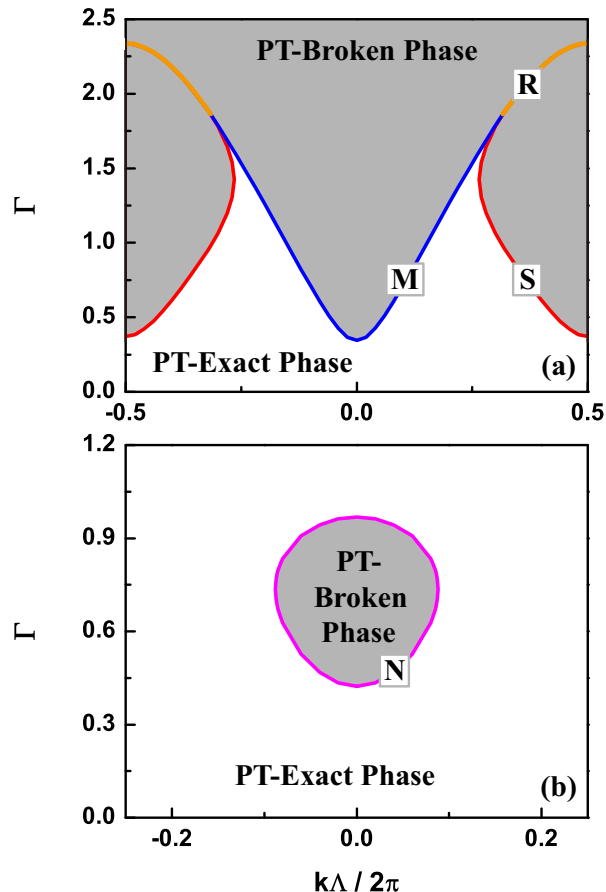 2.5
PT-Broken Phase
R
2.0
1.5
Γ
1.0
M
S
0.5
PT-Exact Phase
(a)
0.0
-0.5
0.0
0.5
1.2
0.9
PT-
Broken
Phase
Γ
0.6
N
0.3
PT-Exact Phase
(b)
0.0
-0.2
0.0
0.2
kΛ / 2π